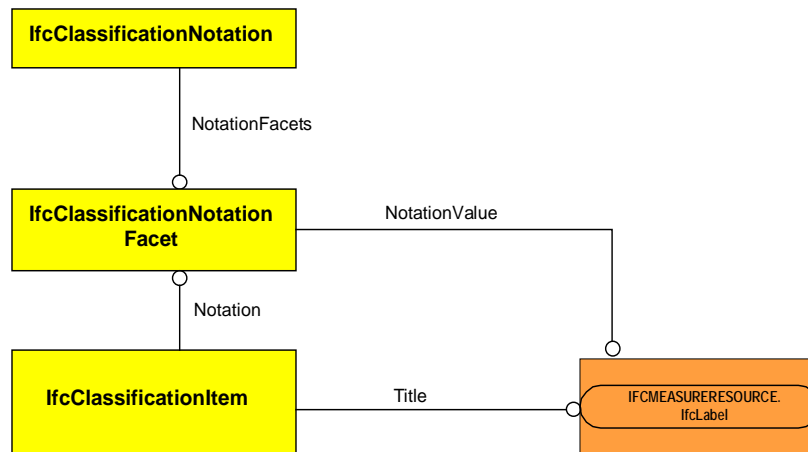 IfcClassificationNotation
NotationFacets
IfcClassificationNotation
Facet
NotationValue
Notation
IfcClassificationItem
Title
IFCMEASURERESOURCE.
IfcLabel